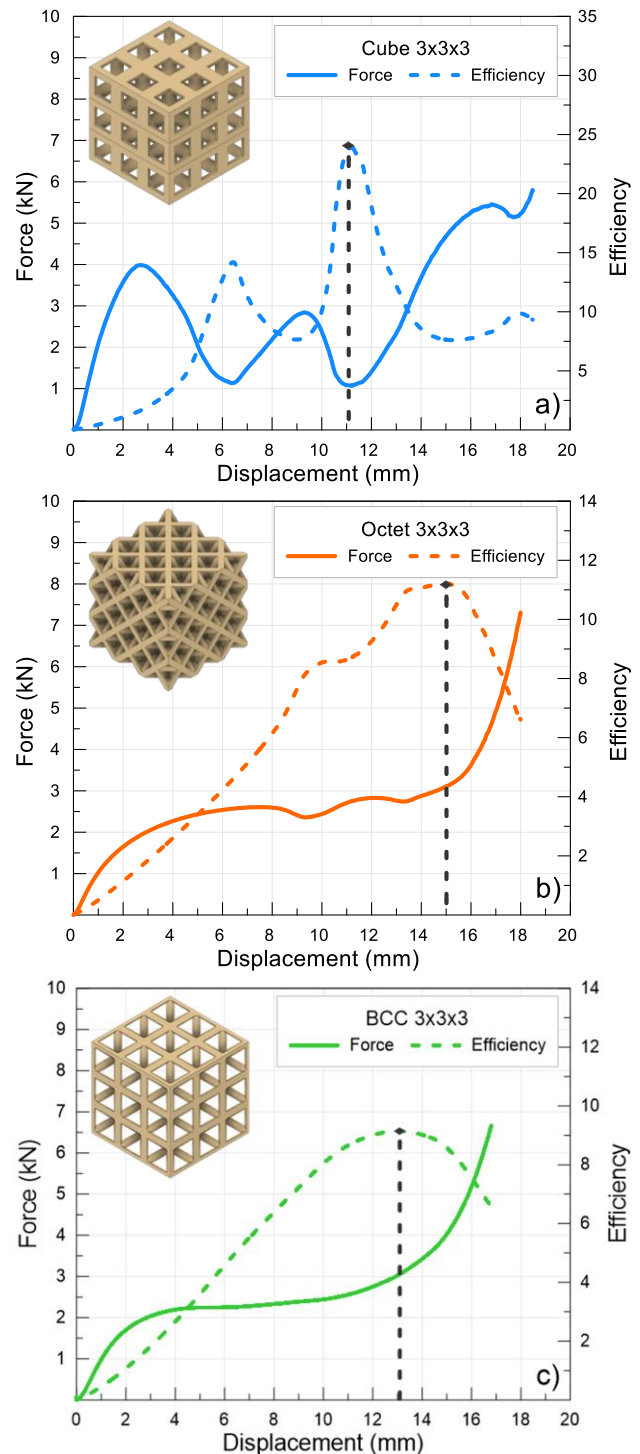 Cube 3x3x3
Force Efficiency
Force (kN)
10
9
8
7
6
5
4
3
2
1
Efficiency
35
30
25
20
15
10
5
a)
0 2 4 6 8 10 12 14 16 18 20
Displacement (mm)
Octet 3x3x3
Force Efficiency
Force (kN)
10
9
8
7
6
5
4
3
2
1
Efficiency
14
12
10
8
6
4
2
b)
0 2 4 6 8 10 12 14 16 18 20
Displacement (mm)
BCC 3x3x3
Force Efficiency
Force (kN)
10
9
8
7
6
5
4
3
2
1
Efficiency
14
12
10
8
6
4
2
c)
0 2 4 6 8 10 12 14 16 18 20
Displacement (mm)